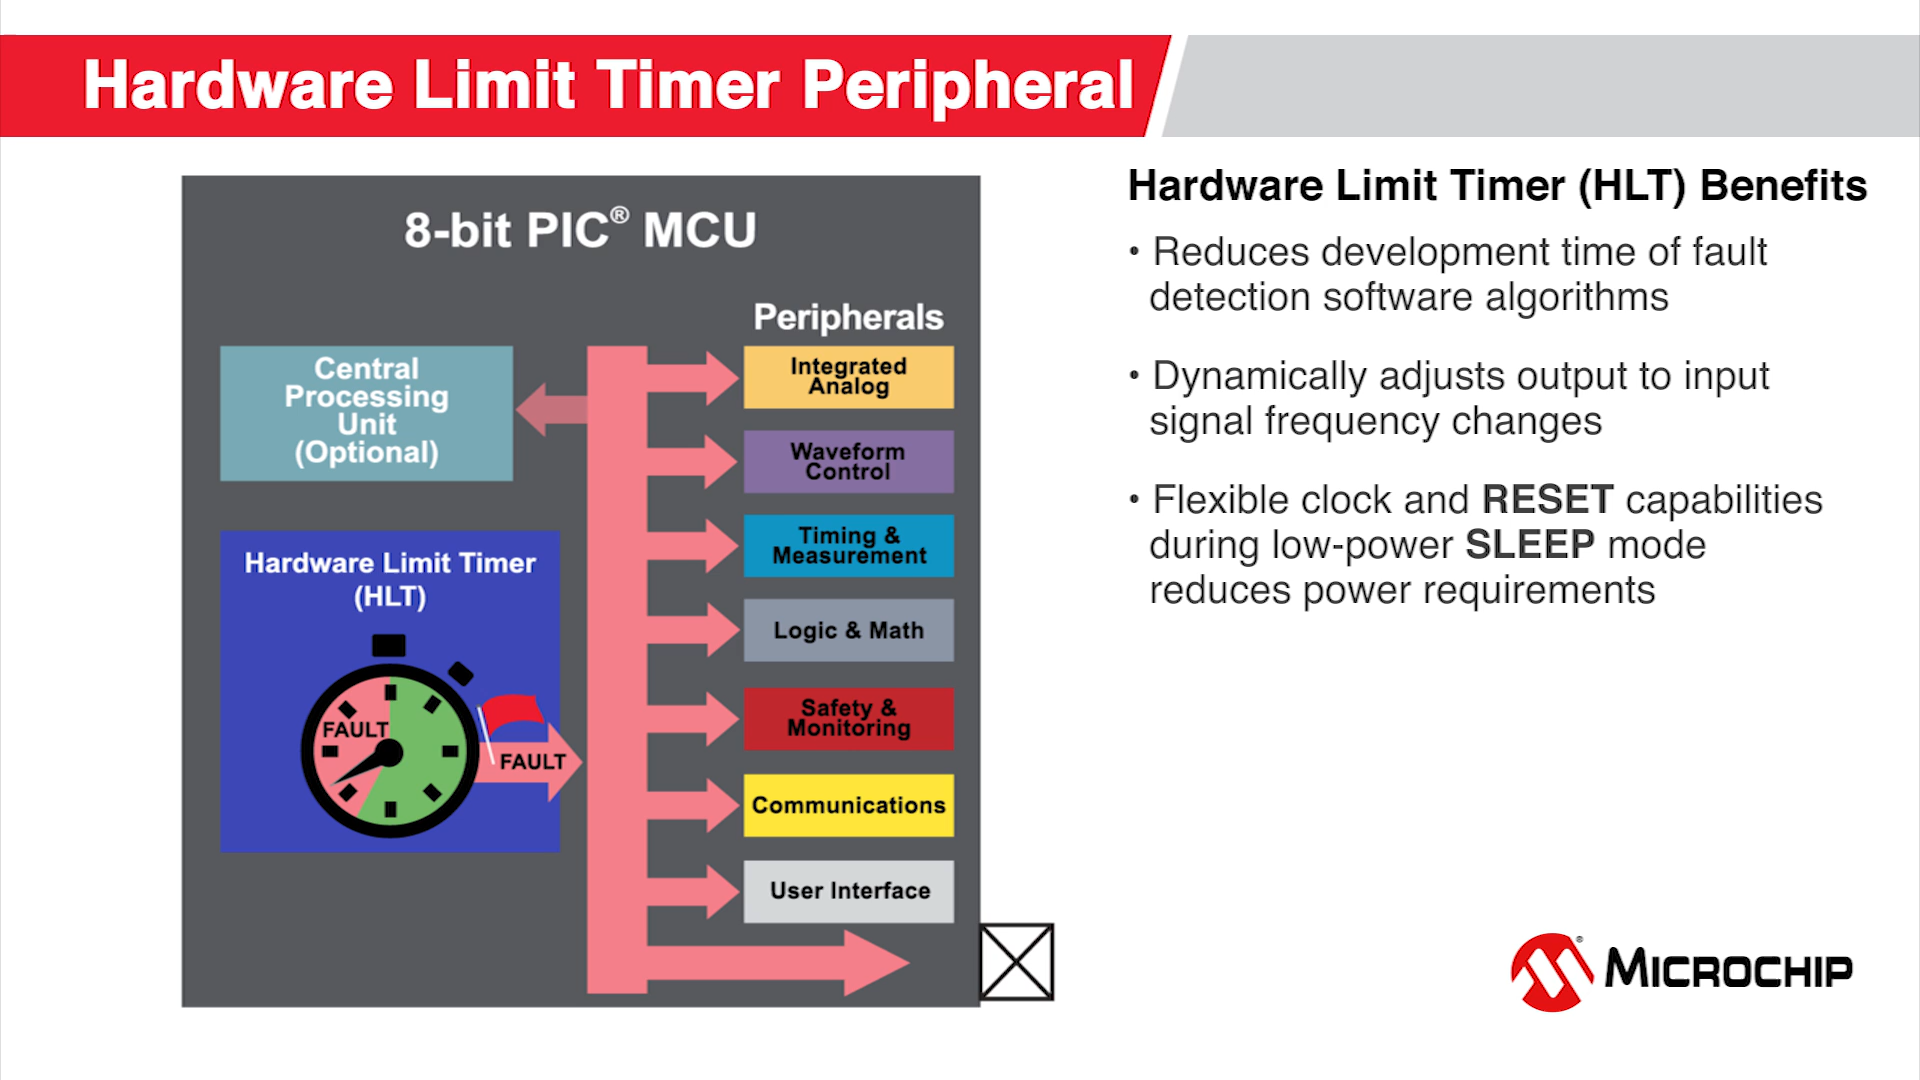 Hardware Limit Timer Peripheral
8-bit PIC® MCU
Peripherals
Central
Processing
Unit
(Optional)
Integrated
Analog
Waveform
Control
Timing &
Measurement
Logic & Math
Safety &
Monitoring
Communications
User Interface
Hardware Limit Timer
(HLT)
FAULT
FAULT
Hardware Limit Timer (HLT) Benefits
• Reduces development time of fault
detection software algorithms
• Dynamically adjusts output to input
signal frequency changes
• Flexible clock and RESET capabilities
during low-power SLEEP mode
reduces power requirements
® MICROCHIP